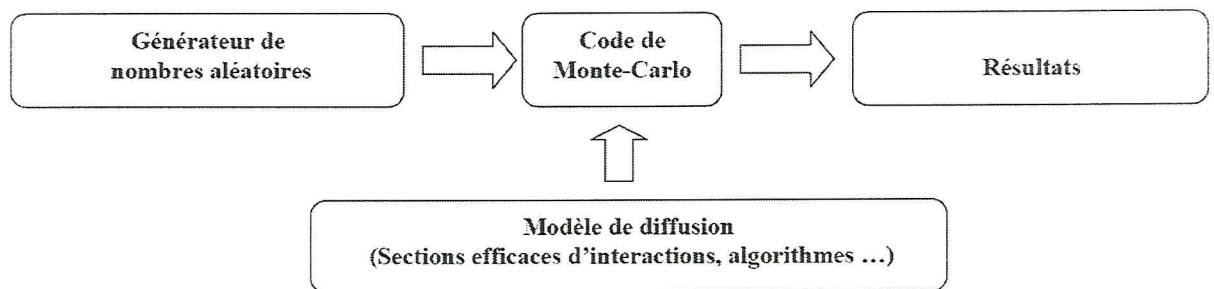 Générateur de
nombres aléatoires
Code de
Monte-Carlo
Résultats
Modèle de diffusion
(Sections efficaces d'interactions, algorithmes …)